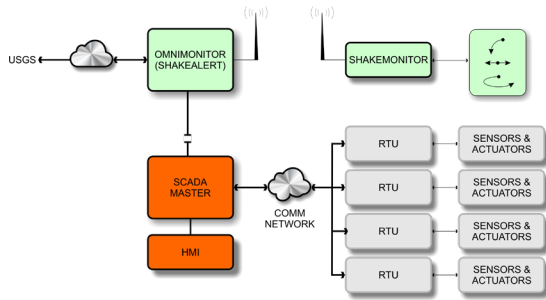 USGS
OMNIMONITOR
(SHAKEALERT)
SHAKEMONITOR
SCADA
MASTER
HMI
COMM
NETWORK
RTU
SENSORS &
ACTUATORS
RTU
SENSORS &
ACTUATORS
RTU
SENSORS &
ACTUATORS
RTU
SENSORS &
ACTUATORS